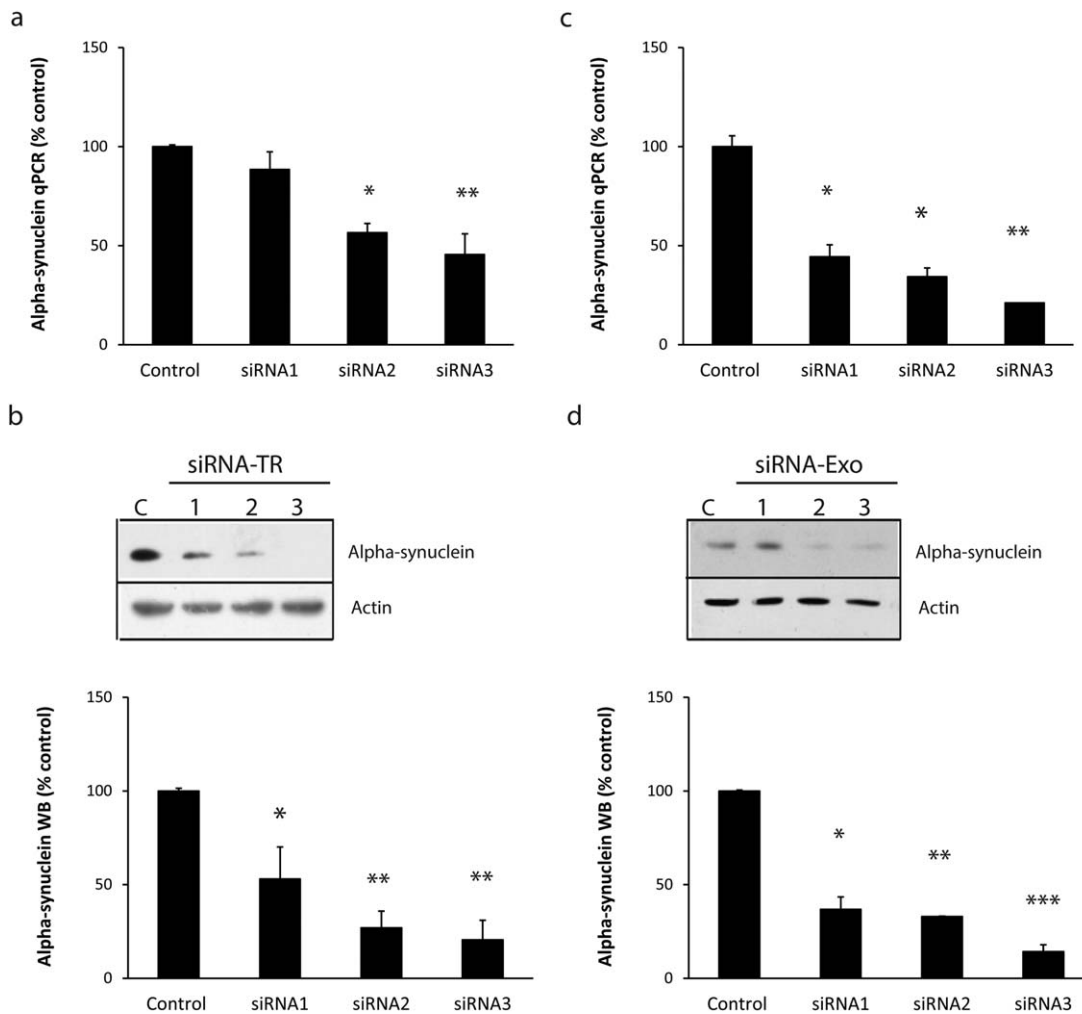 a
Alpha-synuclein qPCR (% control)
150
100
50
0
*
**
Control siRNA1 siRNA2 siRNA3
c
Alpha-synuclein qPCR (% control)
150
100
50
0
*
*
**
Control siRNA1 siRNA2 siRNA3
b
siRNA-TR
C 1 2 3
Alpha-synuclein
Actin
Alpha-synuclein WB (% control)
150
100
50
0
*
**
**
Control siRNA1 siRNA2 siRNA3
d
siRNA-Exo
C 1 2 3
Alpha-synuclein
Actin
Alpha-synuclein WB (% control)
150
100
50
0
*
**
***
Control siRNA1 siRNA2 siRNA3